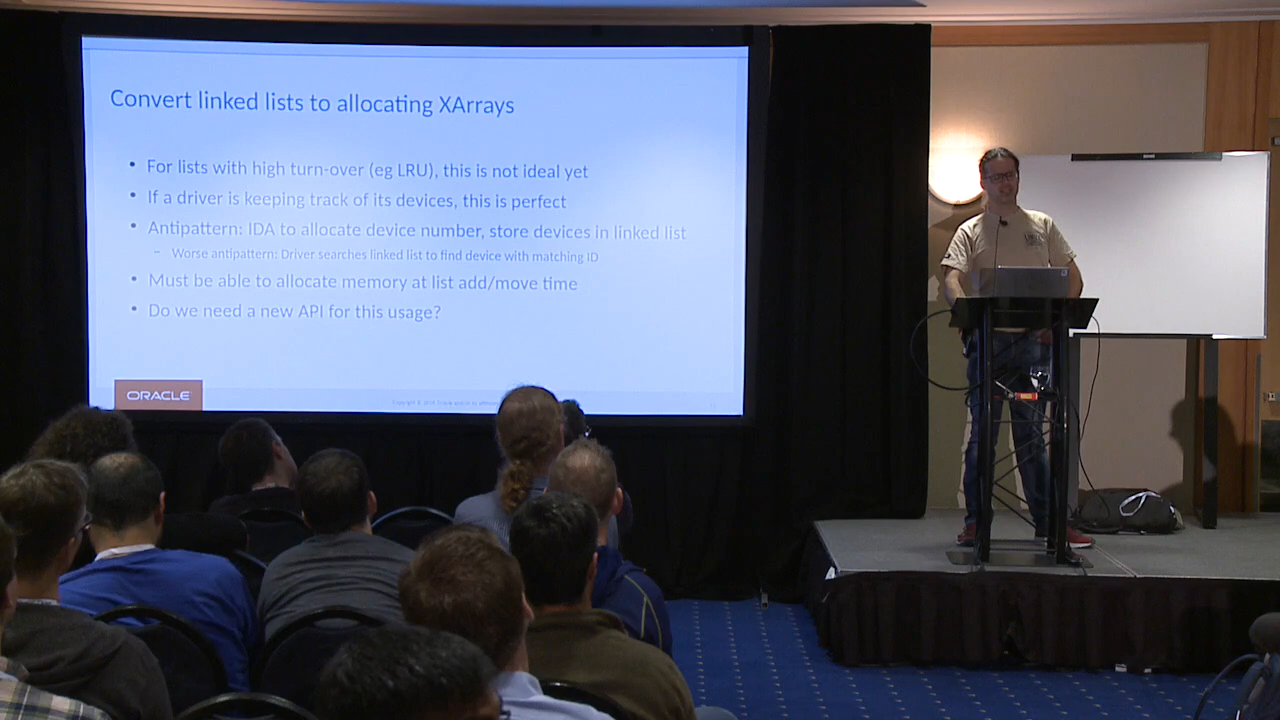 Convert linked lists to allocating XArrays
• For lists with high turn-over (eg LRU), this is not ideal yet
• If a driver is keeping track of its devices, this is perfect
• Antipattern: IDA to allocate device number, store devices in linked list
– Worse antipattern: Driver searches linked list to find device with matching ID
• Must be able to allocate memory at list add/move time
• Do we need a new API for this usage?
ORACLE
Copyright ©